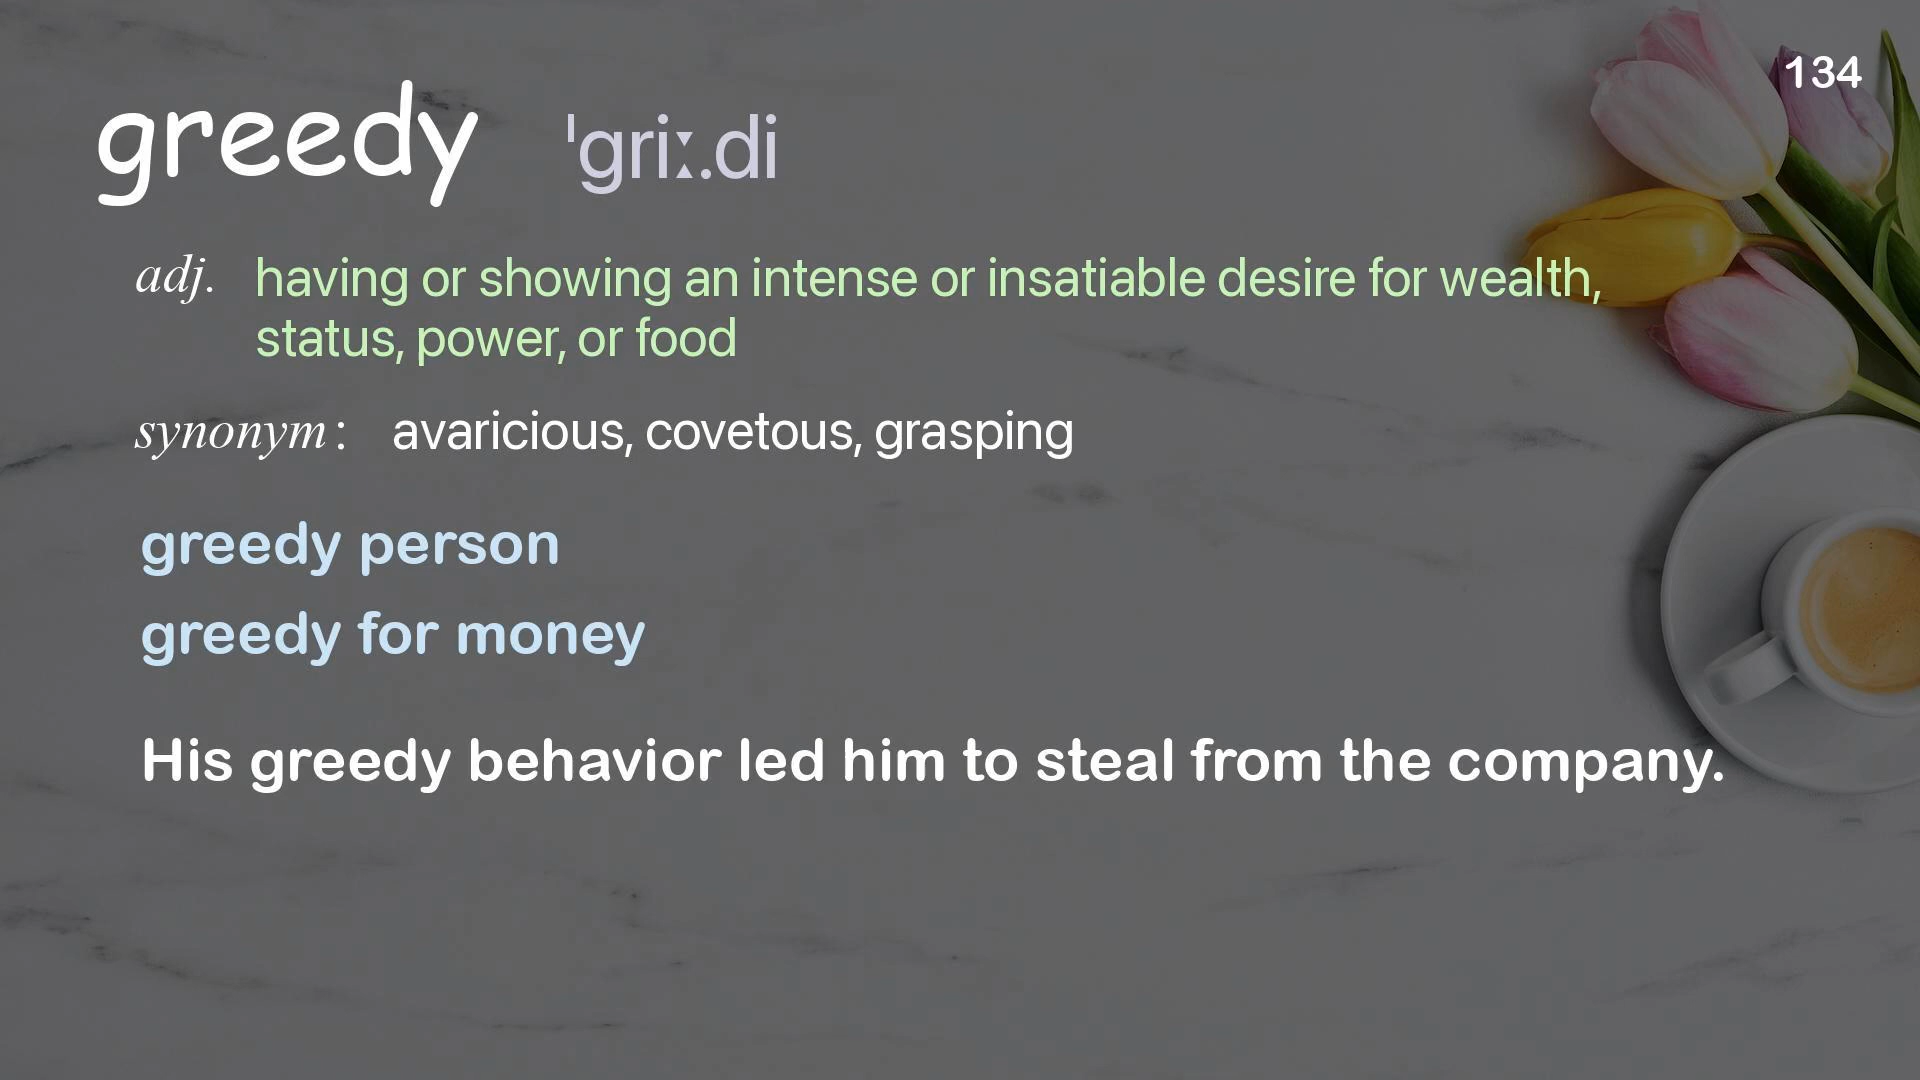 134
greedy ˈɡriː.di
adj. having or showing an intense or insatiable desire for wealth,
status, power, or food
synonym: avaricious, covetous, grasping
greedy person
greedy for money
His greedy behavior led him to steal from the company.